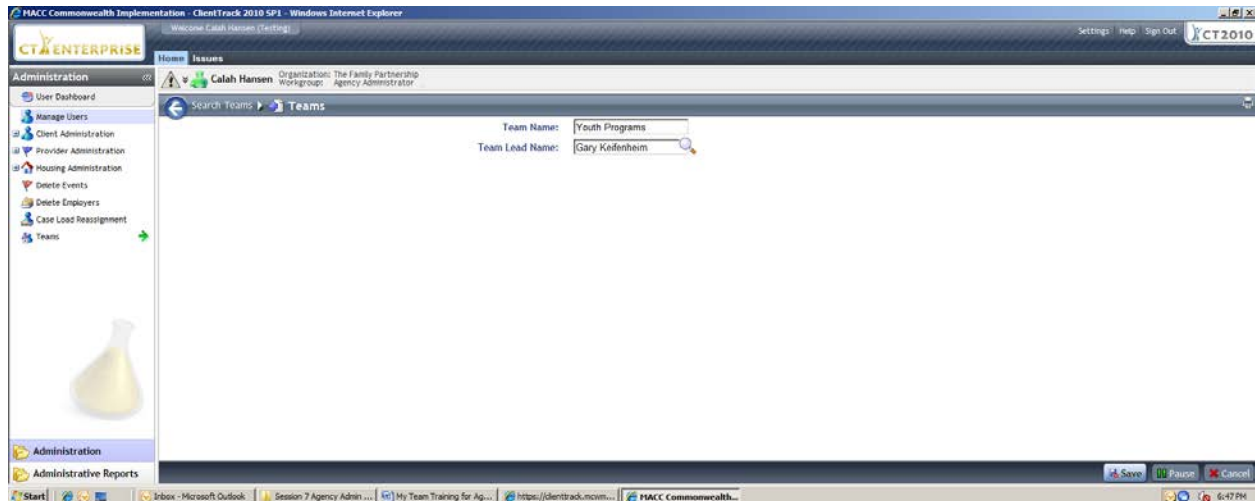 MACC Commonwealth Implementation - ClientTrack 2010 SP1 - Windows Internet Explorer
CT ENTERPRISE
Welcome Calah Hansen (Testing)
Settings Help Sign Out
CT2010
Home Issues
Administration
Calah Hansen
Organization: The Family Partnership
Workgroup: Agency Administrator
User Dashboard
Manage Users
Client Administration
Provider Administration
Housing Administration
Delete Events
Delete Employers
Case Load Reassignment
Teams
Search Teams Teams
Team Name: Youth Programs
Team Lead Name: Gary Keifenheim
Administration
Administrative Reports
Save Pause Cancel
Start
Inbox - Microsoft Outlook
Session 7 Agency Admin ...
My Team Training for Ag...
https://clienttrack.mcwm...
MACC Commonwealth...
6:47 PM